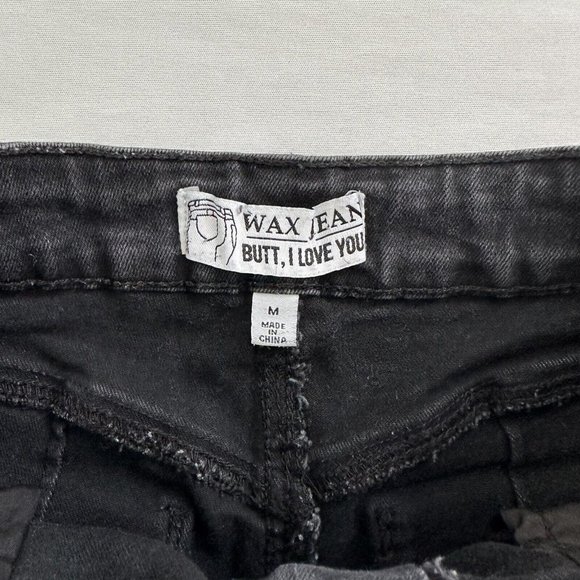 WAX JEAN
BUTT, I LOVE YOU
M
MADE
IN
CHINA